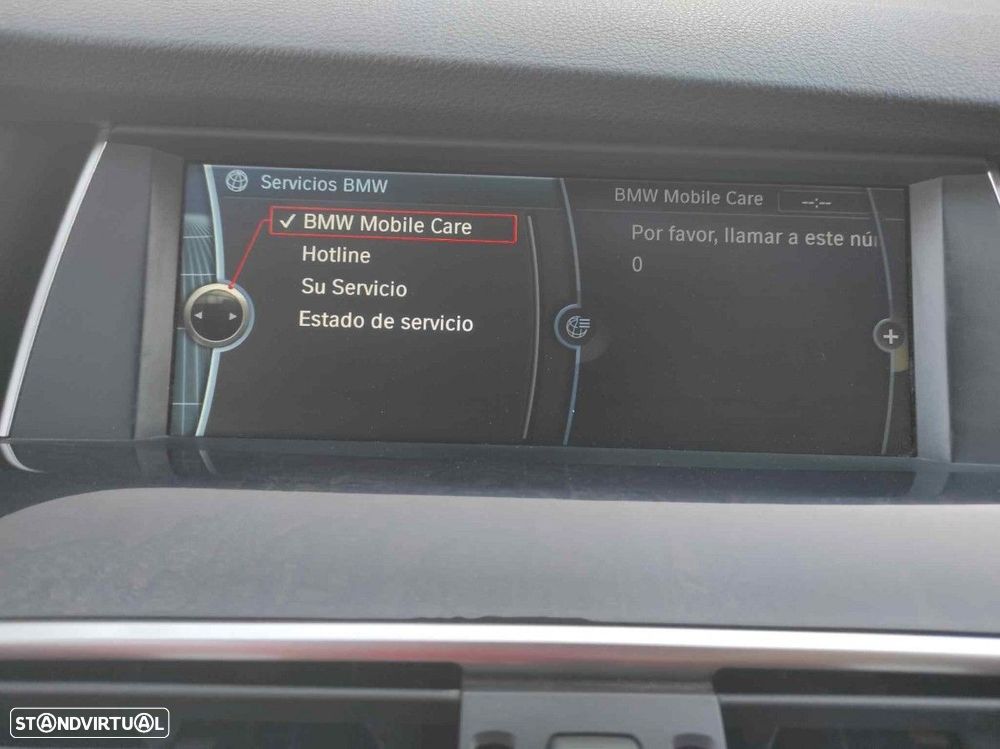 Servicios BMW
✓ BMW Mobile Care
Hotline
Su Servicio
Estado de servicio
BMW Mobile Care --:--
Por favor, llamar a este nú
0
STANDVIRTUAL